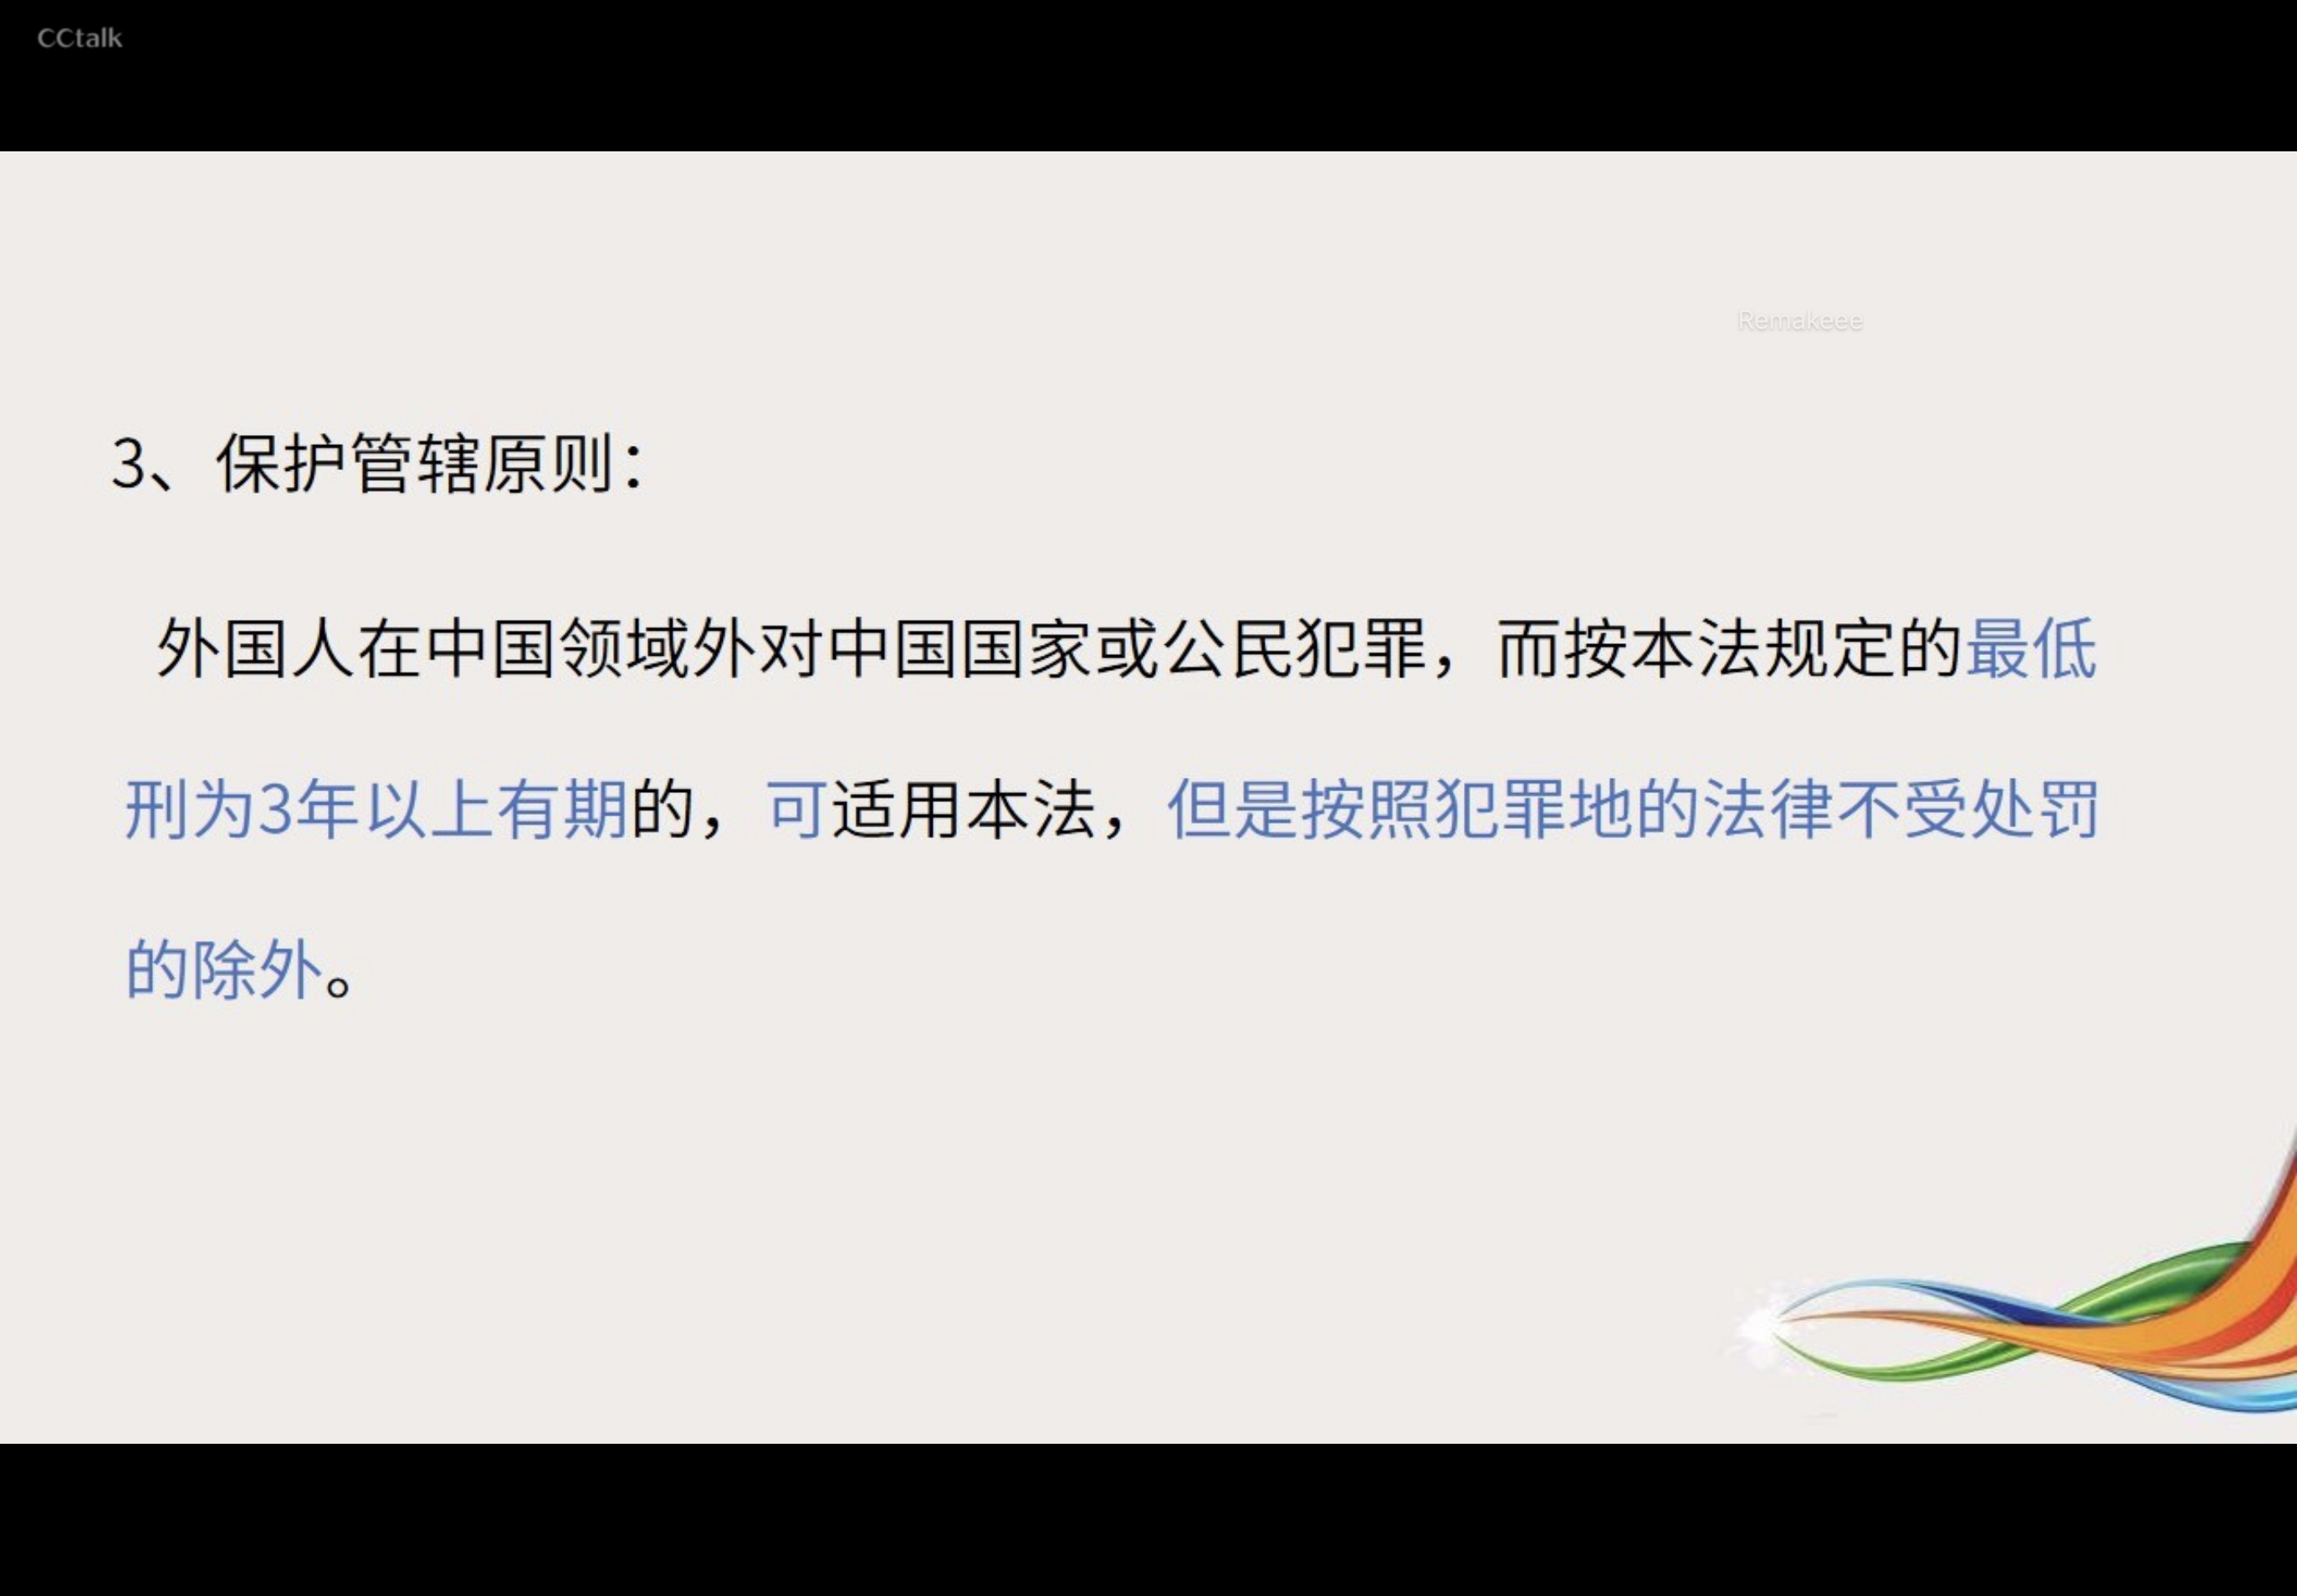 CCtalk
Remakeee
3、保护管辖原则：
外国人在中国领域外对中国国家或公民犯罪，而按本法规定的最低
刑为3年以上有期的，可适用本法，但是按照犯罪地的法律不受处罚
的除外。